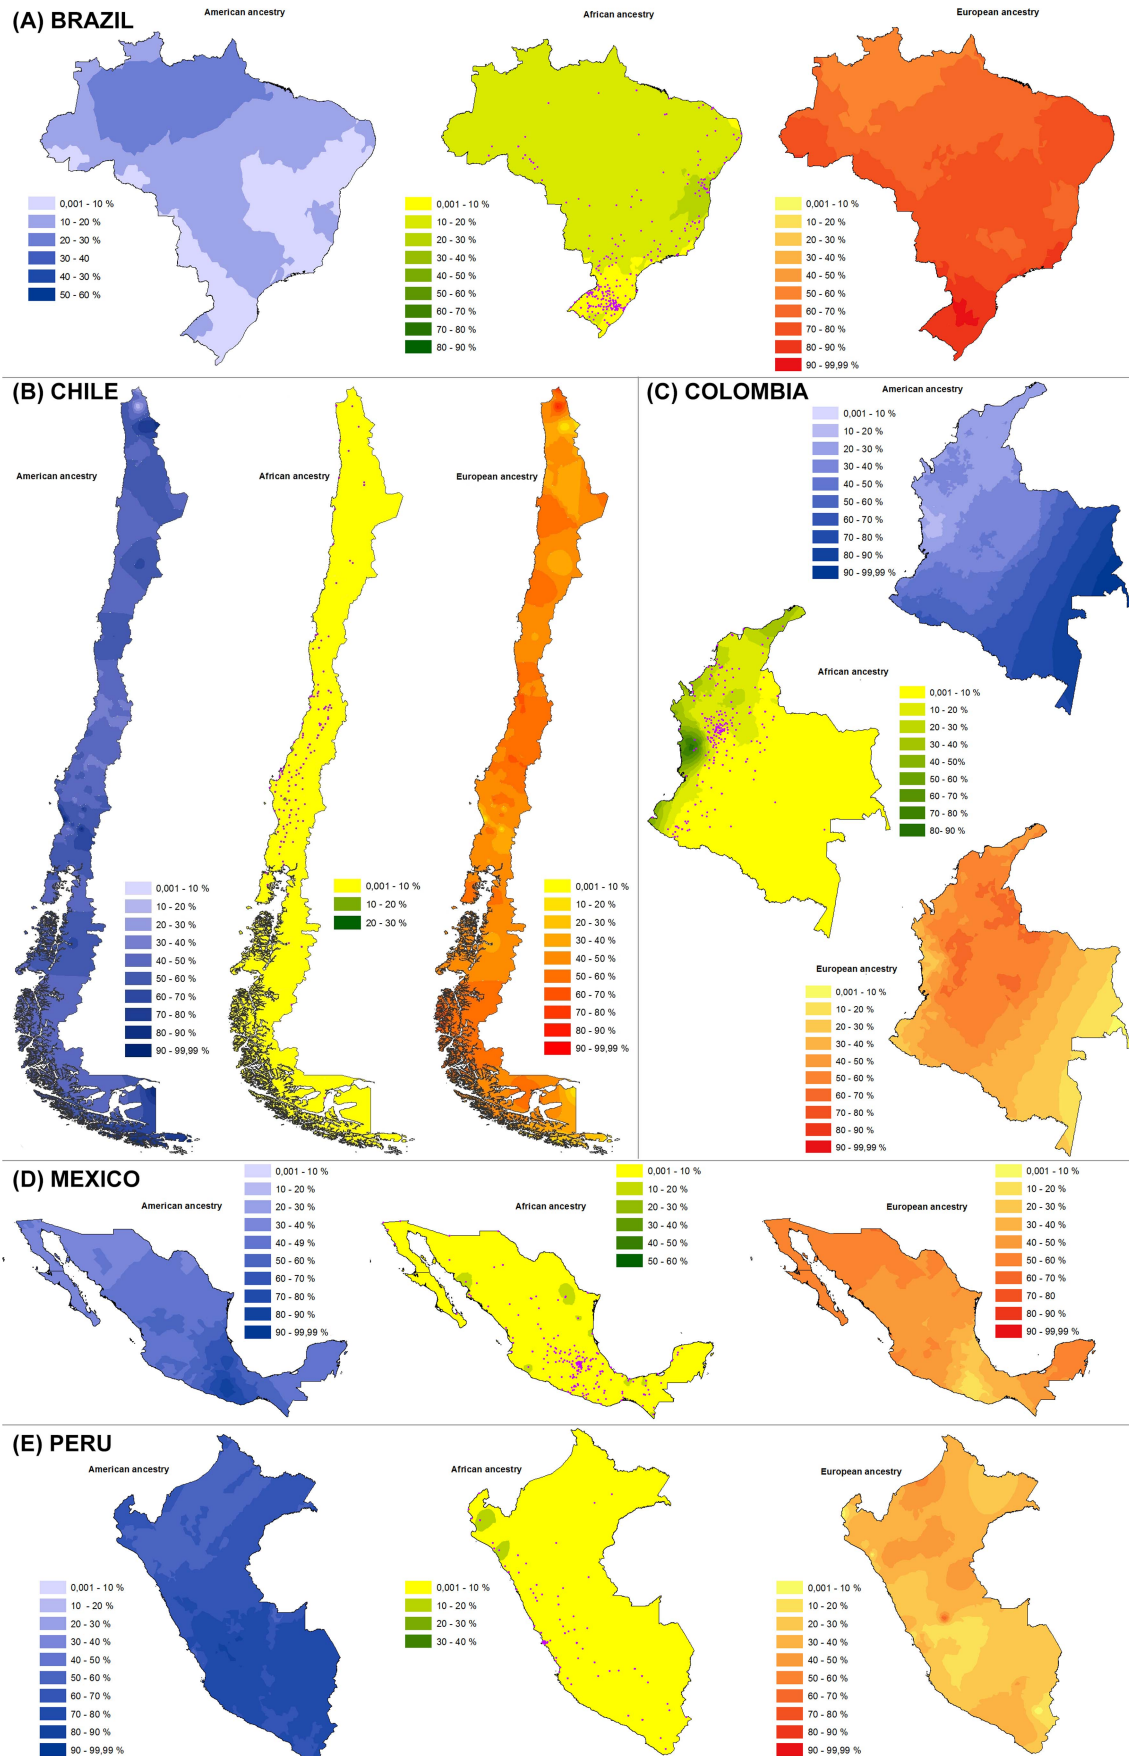 (A) BRAZIL
American ancestry
African ancestry
European ancestry
0,001 - 10 %
10 - 20 %
20 - 30 %
30 - 40
40 - 30 %
50 - 60 %
0,001 - 10 %
10 - 20 %
20 - 30 %
30 - 40 %
40 - 50 %
50 - 60 %
60 - 70 %
70 - 80 %
80 - 90 %
0,001 - 10 %
10 - 20 %
20 - 30 %
30 - 40 %
40 - 50 %
50 - 60 %
60 - 70 %
70 - 80 %
80 - 90 %
90 - 99,99 %
(B) CHILE
American ancestry
African ancestry
European ancestry
0,001 - 10 %
10 - 20 %
20 - 30 %
30 - 40 %
40 - 50 %
50 - 60 %
60 - 70 %
70 - 80 %
80 - 90 %
90 - 99,99 %
0,001 - 10 %
10 - 20 %
20 - 30 %
0,001 - 10 %
10 - 20 %
20 - 30 %
30 - 40 %
40 - 50 %
50 - 60 %
60 - 70 %
70 - 80 %
80 - 90 %
90 - 99,99 %
(C) COLOMBIA
American ancestry
0,001 - 10 %
10 - 20 %
20 - 30 %
30 - 40 %
40 - 50 %
50 - 60 %
60 - 70 %
70 - 80 %
80 - 90 %
90 - 99,99 %
African ancestry
0,001 - 10 %
10 - 20 %
20 - 30 %
30 - 40 %
40 - 50%
50 - 60 %
60 - 70 %
70 - 80 %
80- 90 %
European ancestry
0,001 - 10 %
10 - 20 %
20 - 30 %
30 - 40 %
40 - 50 %
50 - 60 %
60 - 70 %
70 - 80 %
80 - 90 %
90 - 99,99 %
(D) MEXICO
American ancestry
0,001 - 10 %
10 - 20 %
20 - 30 %
30 - 40 %
40 - 49 %
50 - 60 %
60 - 70 %
70 - 80 %
80 - 90 %
90 - 99,99 %
African ancestry
0,001 - 10 %
10 - 20 %
20 - 30 %
30 - 40 %
40 - 50 %
50 - 60 %
European ancestry
0,001 - 10 %
10 - 20 %
20 - 30 %
30 - 40 %
40 - 50 %
50 - 60 %
60 - 70 %
70 - 80
80 - 90 %
90 - 99,99 %
(E) PERU
American ancestry
African ancestry
European ancestry
0,001 - 10 %
10 - 20 %
20 - 30 %
30 - 40 %
40 - 50 %
50 - 60 %
60 - 70 %
70 - 80 %
80 - 90 %
90 - 99,99 %
0,001 - 10 %
10 - 20 %
20 - 30 %
30 - 40 %
0,001 - 10 %
10 - 20 %
20 - 30 %
30 - 40 %
40 - 50 %
50 - 60 %
60 - 70 %
70 - 80 %
80 - 90 %
90 - 99,99 %